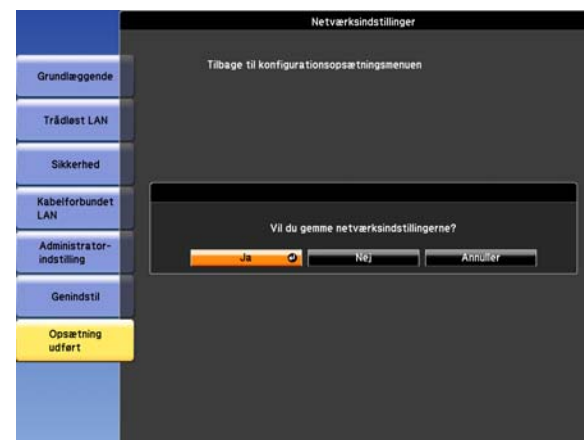 Netværksindstillinger
Tilbage til konfigurationsopsætningsmenuen
Grundlæggende
Trådløst LAN
Sikkerhed
Kabelforbundet
LAN
Administrator-
indstilling
Genindstil
Opsætning
udført
Vil du gemme netværksindstillingerne?
Ja
Nej
Annuller